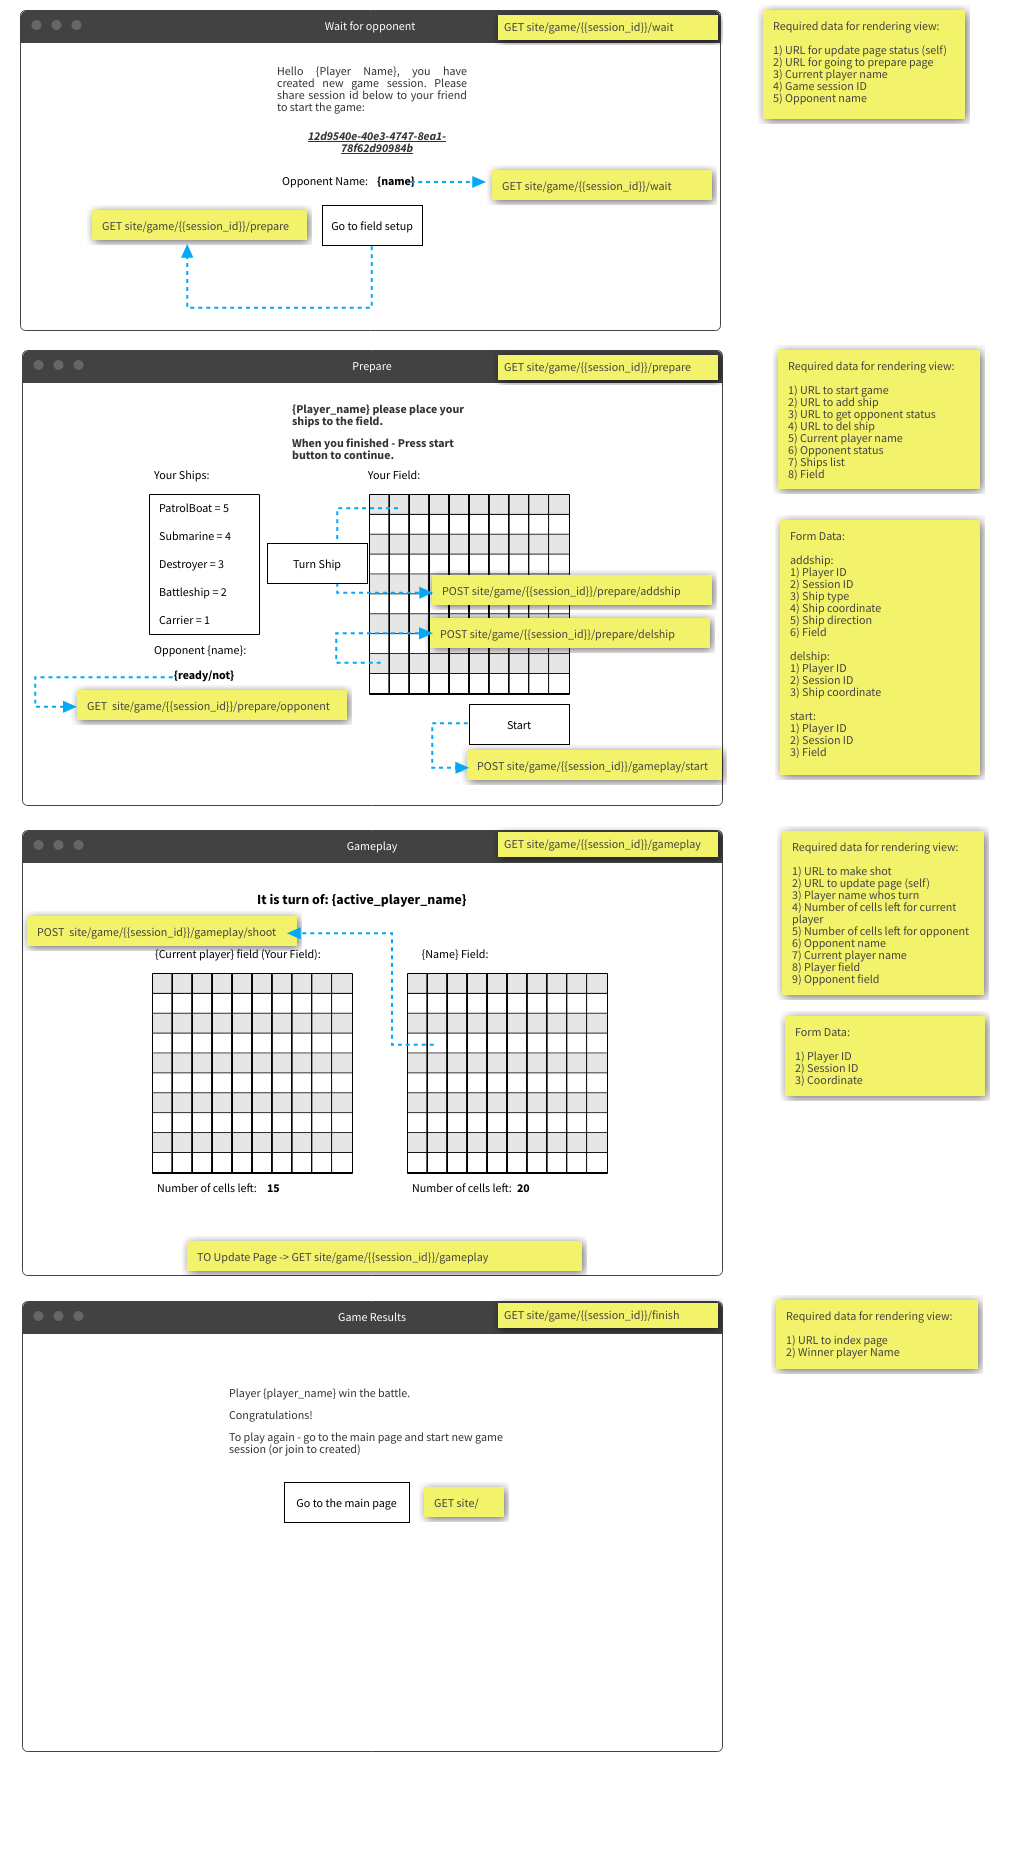 Wait for opponent
GET site/game/{{session_id}}/wait
Hello {Player Name}, you have
created new game session. Please
share session id below to your friend
to start the game:
12d9540e-40e3-4747-8ea1-
78f62d90984b
Opponent Name: {name}
GET site/game/{{session_id}}/wait
GET site/game/{{session_id}}/prepare
Go to field setup
Required data for rendering view:
1) URL for update page status (self)
2) URL for going to prepare page
3) Current player name
4) Game session ID
5) Opponent name
Prepare
GET site/game/{{session_id}}/prepare
{Player_name} please place your
ships to the field.
When you finished - Press start
button to continue.
Your Ships:
Your Field:
PatrolBoat = 5
Submarine = 4
Destroyer = 3
Battleship = 2
Carrier = 1
Turn Ship
POST site/game/{{session_id}}/prepare/addship
POST site/game/{{session_id}}/prepare/delship
Opponent {name}:
{ready/not}
GET site/game/{{session_id}}/prepare/opponent
Start
POST site/game/{{session_id}}/gameplay/start
Required data for rendering view:
1) URL to start game
2) URL to add ship
3) URL to get opponent status
4) URL to del ship
5) Current player name
6) Opponent status
7) Ships list
8) Field
Form Data:
addship:
1) Player ID
2) Session ID
3) Ship type
4) Ship coordinate
5) Ship direction
6) Field
delship:
1) Player ID
2) Session ID
3) Ship coordinate
start:
1) Player ID
2) Session ID
3) Field
Gameplay
GET site/game/{{session_id}}/gameplay
It is turn of: {active_player_name}
POST site/game/{{session_id}}/gameplay/shoot
{Current player} field (Your Field):
{Name} Field:
Number of cells left: 15
Number of cells left: 20
TO Update Page -> GET site/game/{{session_id}}/gameplay
Required data for rendering view:
1) URL to make shot
2) URL to update page (self)
3) Player name whos turn
4) Number of cells left for current
player
5) Number of cells left for opponent
6) Opponent name
7) Current player name
8) Player field
9) Opponent field
Form Data:
1) Player ID
2) Session ID
3) Coordinate
Game Results
GET site/game/{{session_id}}/finish
Player {player_name} win the battle.
Congratulations!
To play again - go to the main page and start new game
session (or join to created)
Go to the main page
GET site/
Required data for rendering view:
1) URL to index page
2) Winner player Name